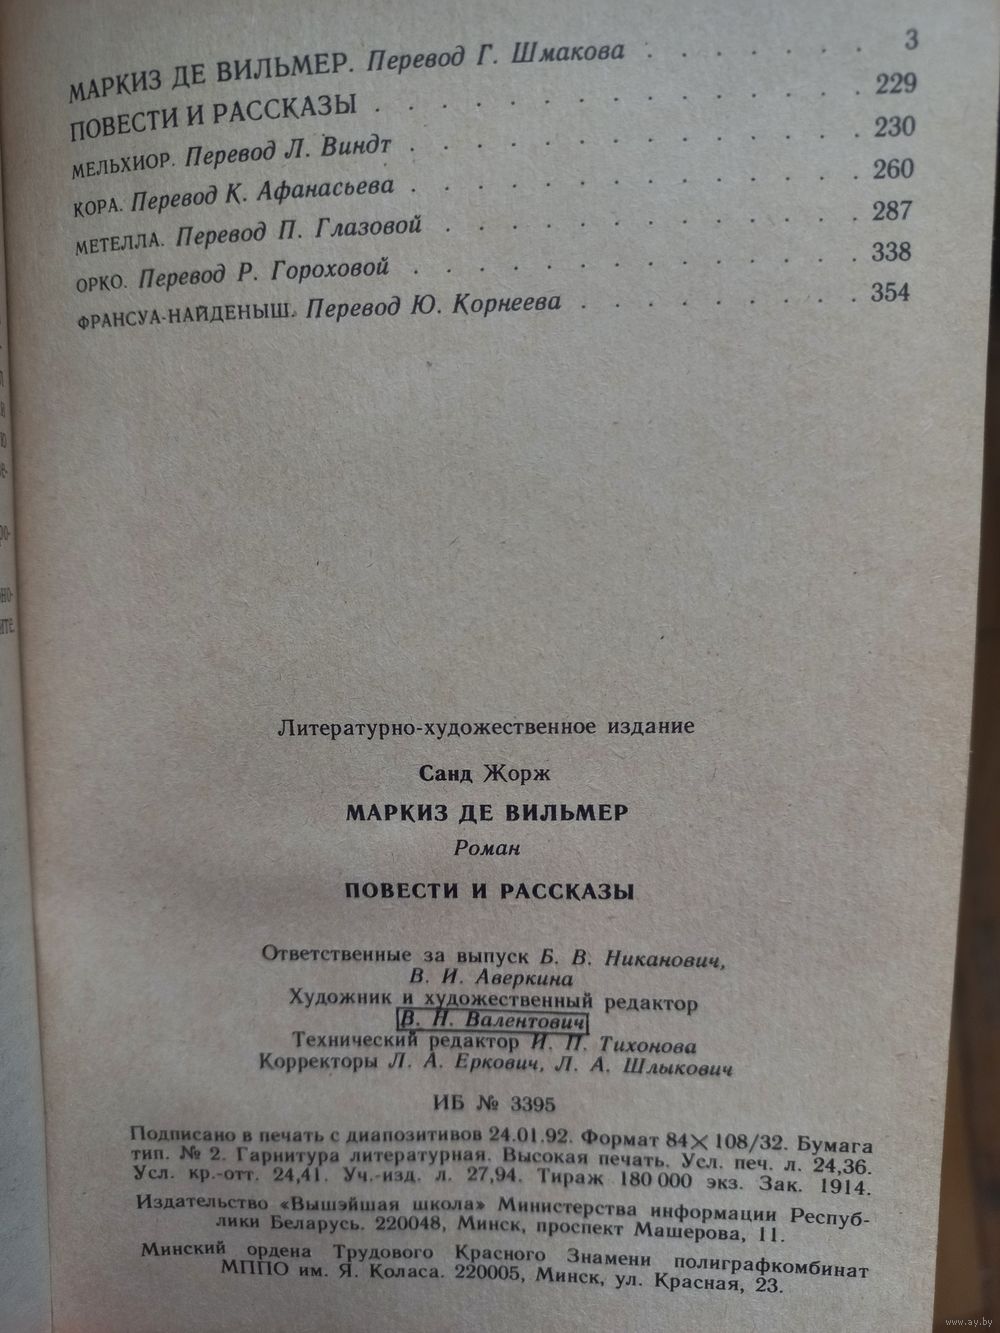 МАРКИЗ ДЕ ВИЛЬМЕР. Перевод Г. Шмакова . . . . . . . 3
ПОВЕСТИ И РАССКАЗЫ . . . . . . . . . . . . . . 229
МЕЛЬХИОР. Перевод Л. Виндт . . . . . . . . . . . . . 230
КОРА. Перевод К. Афанасьева . . . . . . . . . . . . . 260
МЕТЕЛЛА. Перевод П. Глазовой . . . . . . . . . . . . 287
ОРКО. Перевод Р. Гороховой . . . . . . . . . . . . . 338
ФРАНСУА-НАЙДЕНЫШ. Перевод Ю. Корнеева . . . . . . . . 354
Литературно-художественное издание
Санд Жорж
МАРКИЗ ДЕ ВИЛЬМЕР
Роман
ПОВЕСТИ И РАССКАЗЫ
Ответственные за выпуск Б. В. Никанович,
В. И. Аверкина
Художник и художественный редактор
В. Н. Валентович
Технический редактор И. П. Тихонова
Корректоры Л. А. Еркович, Л. А. Шлыкович
ИБ № 3395
Подписано в печать с диапозитивов 24.01.92. Формат 84×108/32. Бумага
тип. № 2. Гарнитура литературная. Высокая печать. Усл. печ. л. 24,36.
Усл. кр.-отт. 24,41. Уч.-изд. л. 27,94. Тираж 180 000 экз. Зак. 1914.
Издательство «Вышэйшая школа» Министерства информации Респуб-
лики Беларусь. 220048, Минск, проспект Машерова, 11.
Минский ордена Трудового Красного Знамени полиграфкомбинат
МППО им. Я. Коласа. 220005, Минск, ул. Красная, 23.
www.ay.by